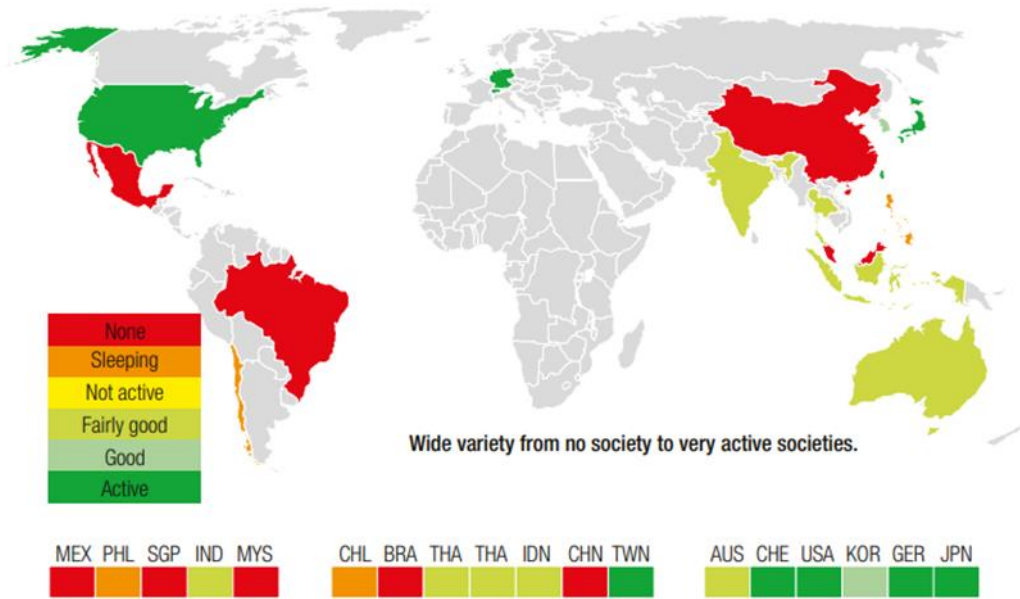 None
Sleeping
Not active
Fairly good
Good
Active
Wide variety from no society to very active societies.
MEX PHL SGP IND MYS
CHL BRA THA THA IDN CHN TWN
AUS CHE USA KOR GER JPN